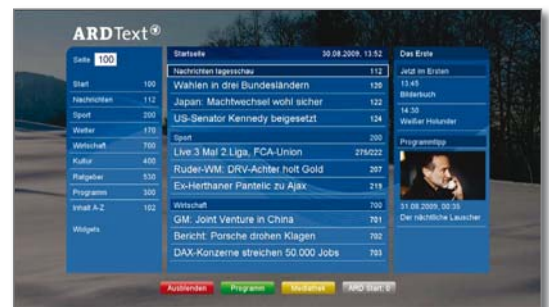 ARD Text
Seite 100
Start 100
Nachrichten 112
Sport 200
Wetter 170
Wirtschaft 700
Kultur 400
Ratgeber 530
Programm 300
Inhalt A-Z 102
Widgets
Startseite 30.08.2009, 13:52
Nachrichten tagesschau 112
Wahlen in drei Bundesländern 120
Japan: Machtwechsel wohl sicher 122
US-Senator Kennedy beigesetzt 124
Sport 200
Live:3 Mal 2.Liga, FCA-Union 275/222
Ruder-WM: DRV-Achter holt Gold 207
Ex-Herthaner Pantelic zu Ajax 219
Wirtschaft 700
GM: Joint Venture in China 701
Bericht: Porsche drohen Klagen 702
DAX-Konzerne streichen 50.000 Jobs 703
Das Erste
Jetzt im Ersten
13:45
Bilderbuch
14:30
Weißer Holunder
Programmtipp
31.08.2009, 00:35
Der nächtliche Lauscher
Ausblenden Programm Mediathek ARD Start: 0